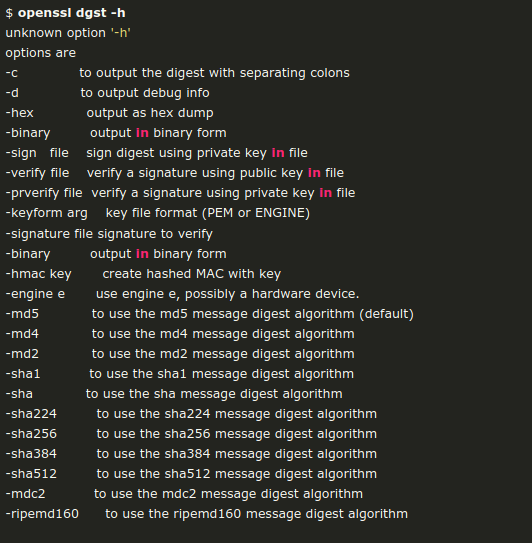 $ openssl dgst -h
unknown option '-h'
options are
-c to output the digest with separating colons
-d to output debug info
-hex output as hex dump
-binary output in binary form
-sign file sign digest using private key in file
-verify file verify a signature using public key in file
-prverify file verify a signature using private key in file
-keyform arg key file format (PEM or ENGINE)
-signature file signature to verify
-binary output in binary form
-hmac key create hashed MAC with key
-engine e use engine e, possibly a hardware device.
-md5 to use the md5 message digest algorithm (default)
-md4 to use the md4 message digest algorithm
-md2 to use the md2 message digest algorithm
-sha1 to use the sha1 message digest algorithm
-sha to use the sha message digest algorithm
-sha224 to use the sha224 message digest algorithm
-sha256 to use the sha256 message digest algorithm
-sha384 to use the sha384 message digest algorithm
-sha512 to use the sha512 message digest algorithm
-mdc2 to use the mdc2 message digest algorithm
-ripemd160 to use the ripemd160 message digest algorithm